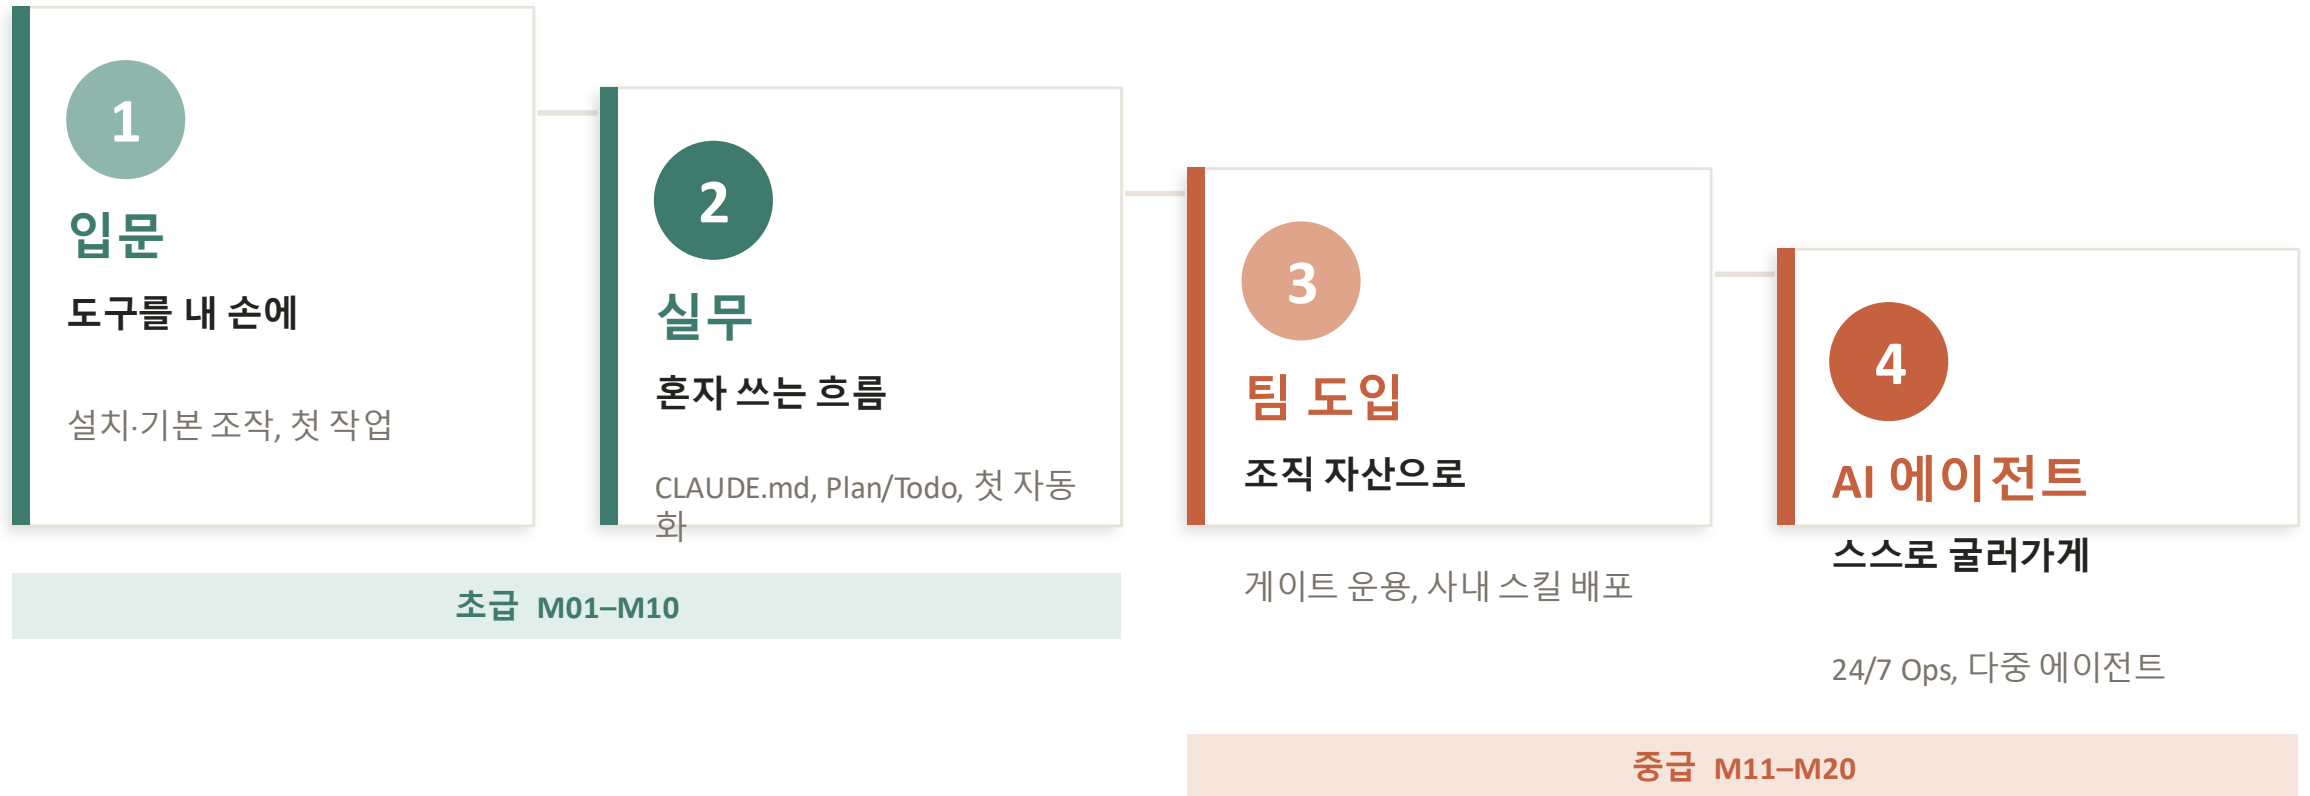 1
입문
도구를 내 손에
설치·기본 조작, 첫 작업
2
실무
혼자 쓰는 흐름
CLAUDE.md, Plan/Todo, 첫 자동
화
초급 M01–M10
3
팀 도입
조직 자산으로
게이트 운용, 사내 스킬 배포
4
AI 에이전트
스스로 굴러가게
24/7 Ops, 다중 에이전트
중급 M11–M20